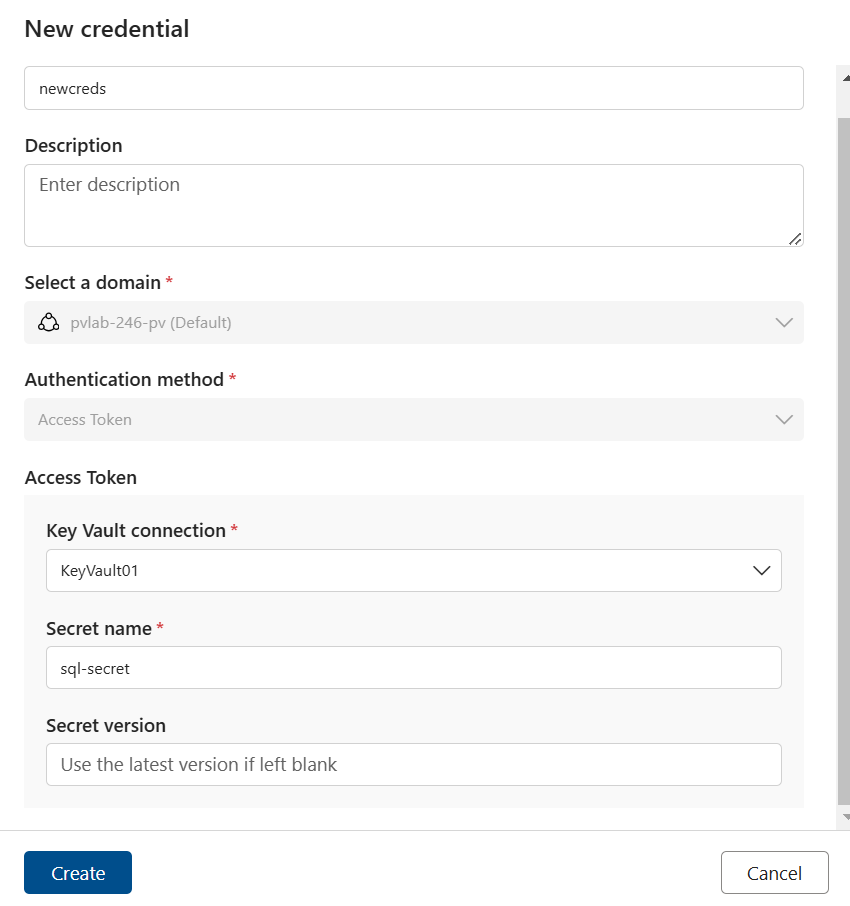 New credential
newcreds
Description
Enter description
Select a domain *
pvlab-246-pv (Default)
Authentication method *
Access Token
Access Token
Key Vault connection *
KeyVault01
Secret name *
sql-secret
Secret version
Use the latest version if left blank
Create
Cancel